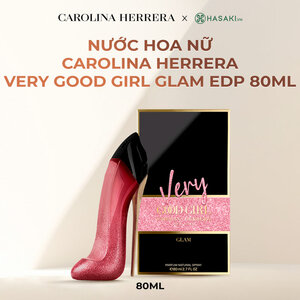 CAROLINA HERRERA × HASAKI.VN
NƯỚC HOA NỮ
CAROLINA HERRERA
VERY GOOD GIRL GLAM EDP 80ML
Very
GOOD GIRL
GLAM
80ML